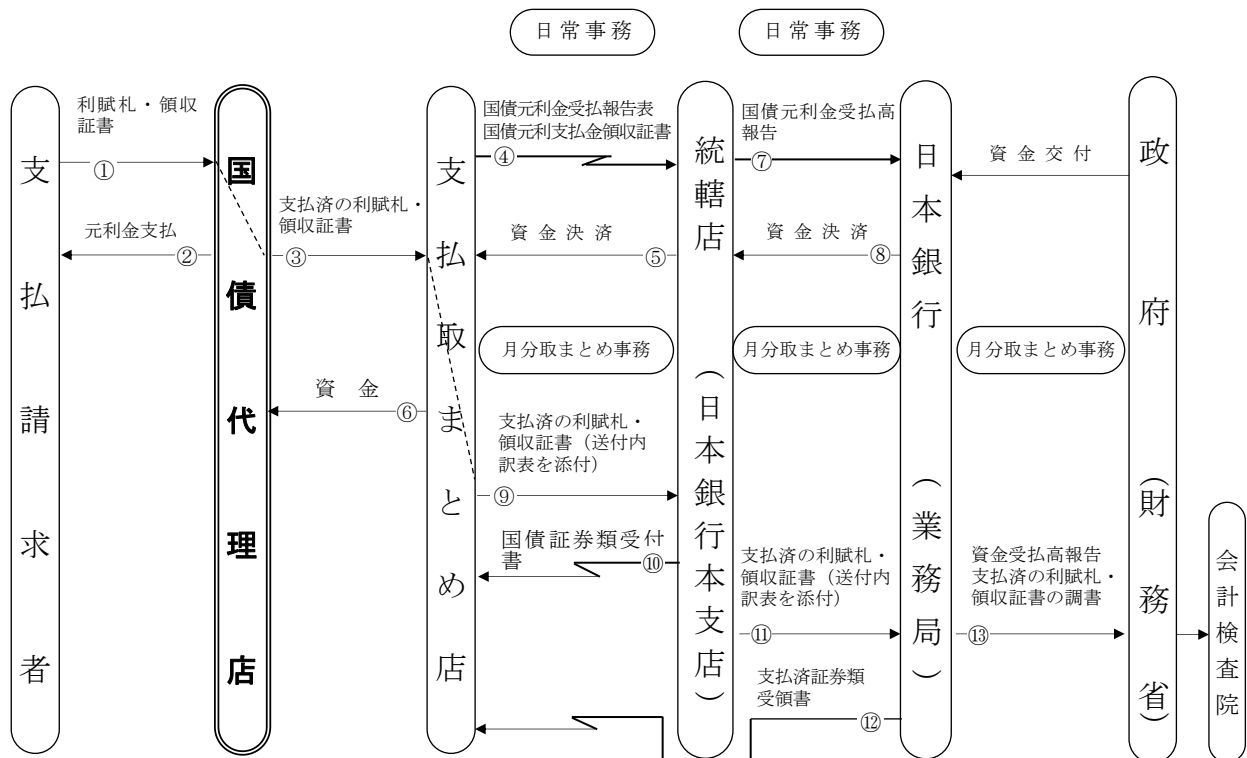 日常事務
日常事務
支払請求者
利賦札・領収
証書
①
元利金支払
②
国債代理店
支払済の利賦札・
領収証書
③
資 金
⑥
支払取まとめ店
国債元利金受払報告表
国債元利支払金領収証書
④
資 金 決 済
⑤
月分取まとめ事務
支払済の利賦札・
領収証書（送付内
訳表を添付）
⑨
国債証券類受付
書
⑩
統轄店（日本銀行本支店）
国債元利金受払高
報告
⑦
資 金 決 済
⑧
月分取まとめ事務
支払済の利賦札・
領収証書（送付内
訳表を添付）
⑪
支払済証券類
受領書
⑫
日本銀行（業務局）
資 金 交 付
月分取まとめ事務
資金受払高報告
支払済の利賦札・
領収証書の調書
⑬
政府（財務省）
会計検査院